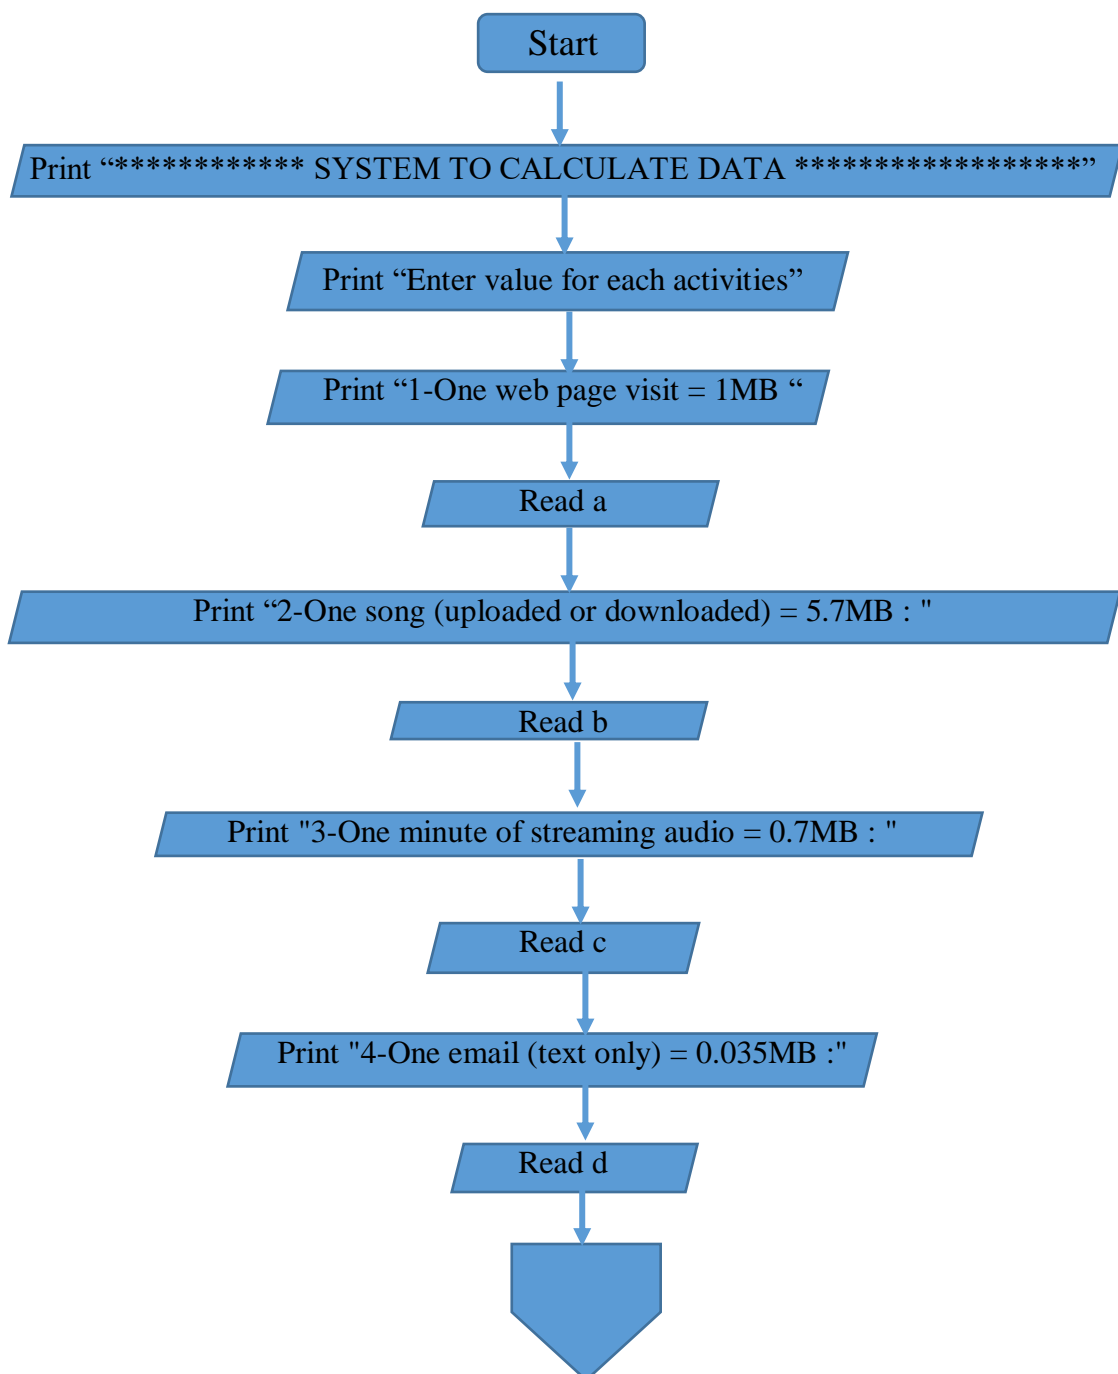 Start
Print “************ SYSTEM TO CALCULATE DATA ******************”
Print “Enter value for each activities”
Print “1-One web page visit = 1MB “
Read a
Print “2-One song (uploaded or downloaded) = 5.7MB : "
Read b
Print "3-One minute of streaming audio = 0.7MB : "
Read c
Print "4-One email (text only) = 0.035MB :"
Read d